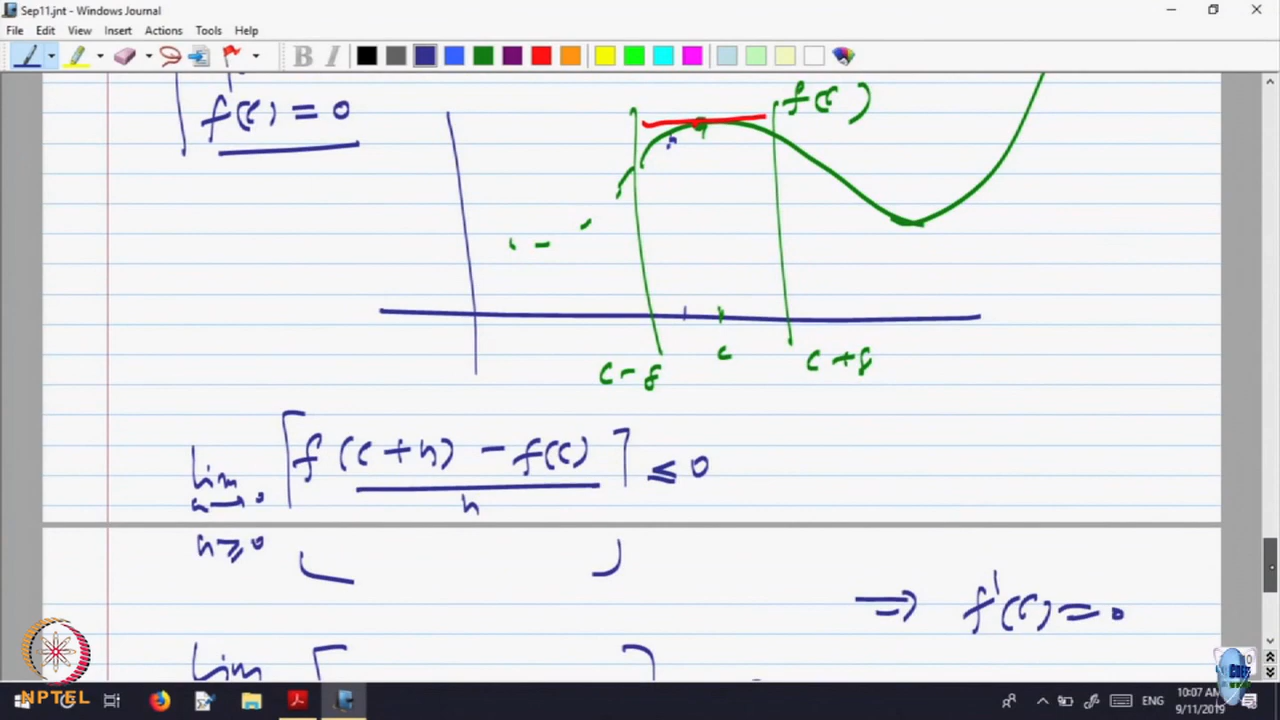 Sep11.jnt - Windows Journal
File Edit View Insert Actions Tools Help
B I
f'(c) = 0
f(c)
c
c - δ
c + δ
lim h → 0 [f(c + h) - f(c) / h] ≤ 0
h ≥ 0
⇒ f'(c) = 0
lim
NPTEL
ENG
10:07 AM
9/11/2019